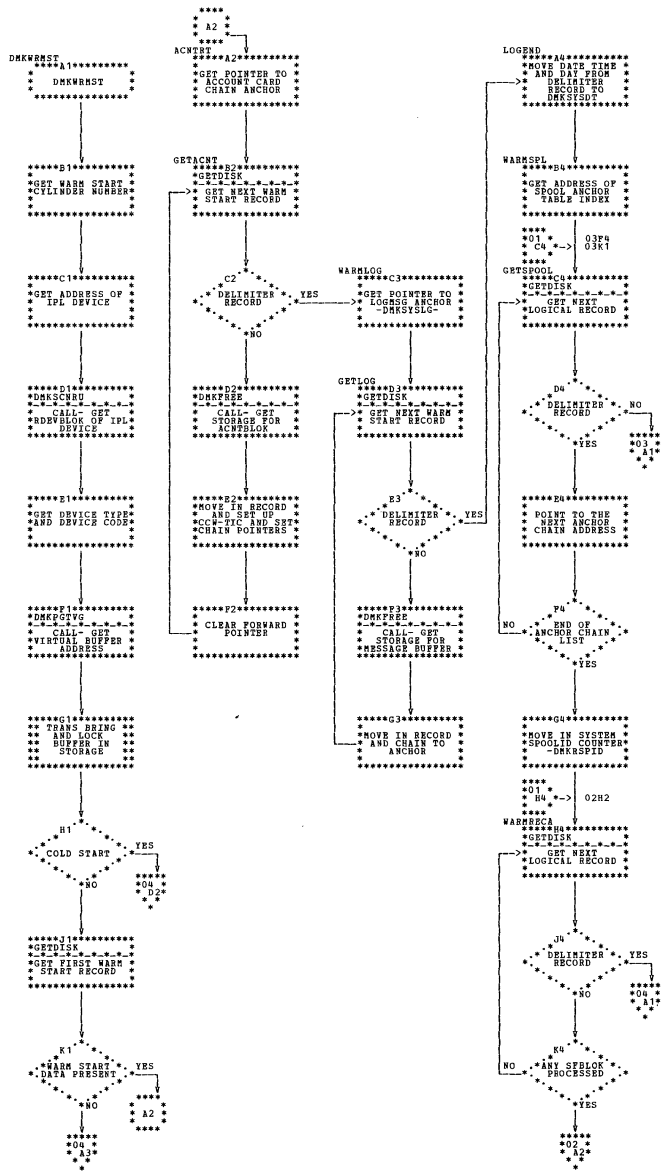 DMKWRMST
A1
DMKWRMST
B1
GET WARM START
CYLINDER NUMBER
C1
GET ADDRESS OF
IPL DEVICE
D1
DMKSCNRU
CALL- GET
RDEVBLOK OF IPL
DEVICE
E1
GET DEVICE TYPE
AND DEVICE CODE
F1
DMKPGTVG
CALL- GET
VIRTUAL BUFFER
ADDRESS
G1
TRANS BRING
AND LOCK
BUFFER IN
STORAGE
H1
COLD START
YES
04
D2
NO
J1
GETDISK
GET FIRST WARM
START RECORD
K1
WARM START
DATA PRESENT
YES
A2
NO
04
A3
A2
ACNTRT
A2
GET POINTER TO
ACCOUNT CARD
CHAIN ANCHOR
GETACNT
B2
GETDISK
GET NEXT WARM
START RECORD
C2
DELIMITER
RECORD
YES
NO
D2
DMKFREE
CALL- GET
STORAGE FOR
ACNTBLOK
E2
MOVE IN RECORD
AND SET UP
CCW-TIC AND SET
CHAIN POINTERS
F2
CLEAR FORWARD
POINTER
WARMLOG
C3
GET POINTER TO
LOGMSG ANCHOR
-DMKSYSLG-
GETLOG
D3
GETDISK
GET NEXT WARM
START RECORD
E3
DELIMITER
RECORD
YES
NO
F3
DMKFREE
CALL- GET
STORAGE FOR
MESSAGE BUFFER
G3
MOVE IN RECORD
AND CHAIN TO
ANCHOR
LOGEND
A4
MOVE DATE TIME
AND DAY FROM
DELIMITER
RECORD TO
DMKSYSDT
WARMSPL
B4
GET ADDRESS OF
SPOOL ANCHOR
TABLE INDEX
01
C4
03F4
03K1
GETSPOOL
C4
GETDISK
GET NEXT
LOGICAL RECORD
D4
DELIMITER
RECORD
NO
03
A1
YES
E4
POINT TO THE
NEXT ANCHOR
CHAIN ADDRESS
F4
END OF
ANCHOR CHAIN
LIST
NO
YES
G4
MOVE IN SYSTEM
SPOOLID COUNTER
-DMKRSPID
01
H4
02H2
WARMRECA
H4
GETDISK
GET NEXT
LOGICAL RECORD
J4
DELIMITER
RECORD
YES
04
A1
NO
K4
ANY SFBLOK
PROCESSED
NO
YES
02
A2